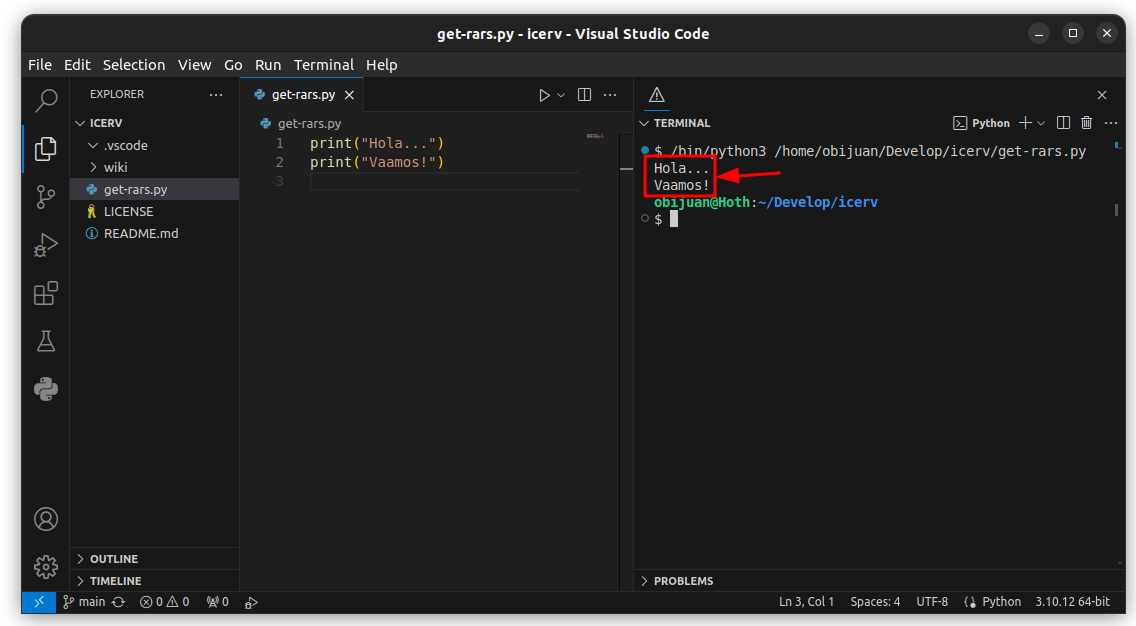 get-rars.py - icerv - Visual Studio Code
File Edit Selection View Go Run Terminal Help
EXPLORER
ICERV
.vscode
wiki
get-rars.py
LICENSE
README.md
OUTLINE
TIMELINE
get-rars.py
get-rars.py
1 print("Hola...")
2 print("Vaamos!")
3
TERMINAL
Python
$ /bin/python3 /home/obijuan/Develop/icerv/get-rars.py
Hola...
Vaamos!
obijuan@Hoth:~/Develop/icerv
$
PROBLEMS
main 0 0 0 Ln 3, Col 1 Spaces: 4 UTF-8 Python 3.10.12 64-bit